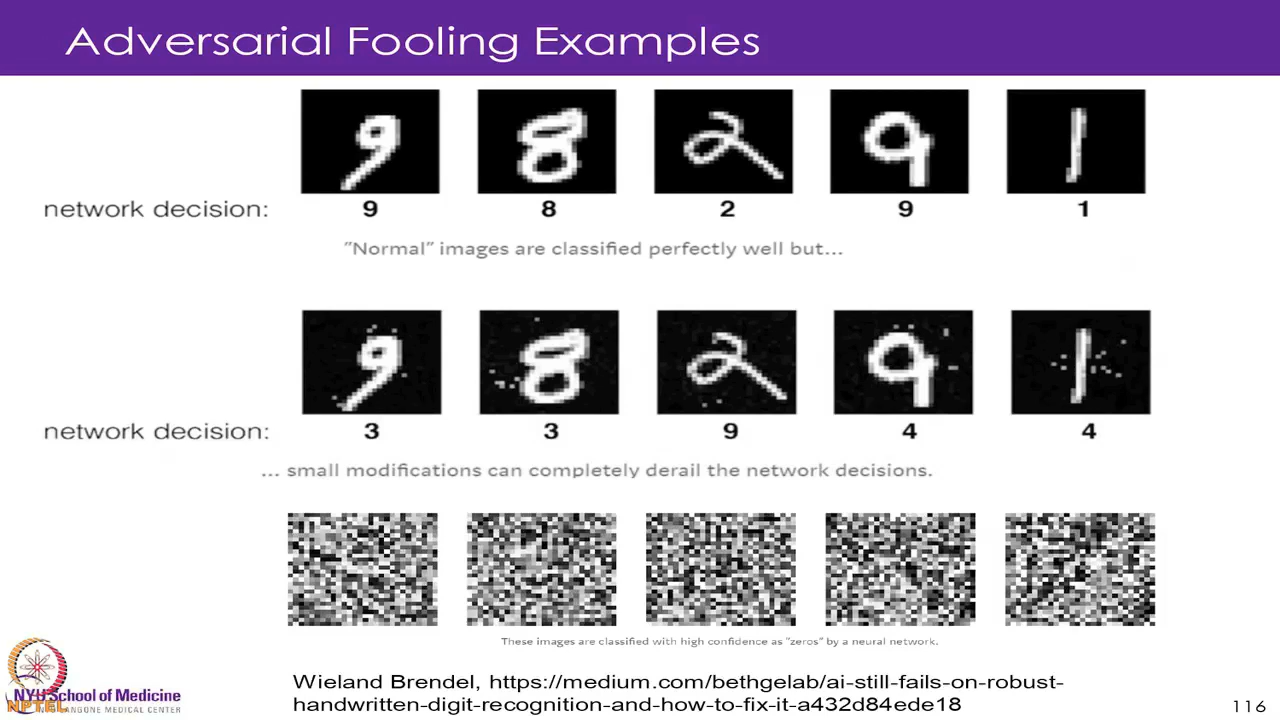 Adversarial Fooling Examples
network decision: 9 8 2 9 1
"Normal" images are classified perfectly well but...
network decision: 3 3 9 4 4
... small modifications can completely derail the network decisions.
These images are classified with high confidence as "zeros" by a neural network.
Wieland Brendel, https://medium.com/bethgelab/ai-still-fails-on-robust-
handwritten-digit-recognition-and-how-to-fix-it-a432d84ede18
NYU School of Medicine
LANGONE MEDICAL CENTER
NPTEL
116